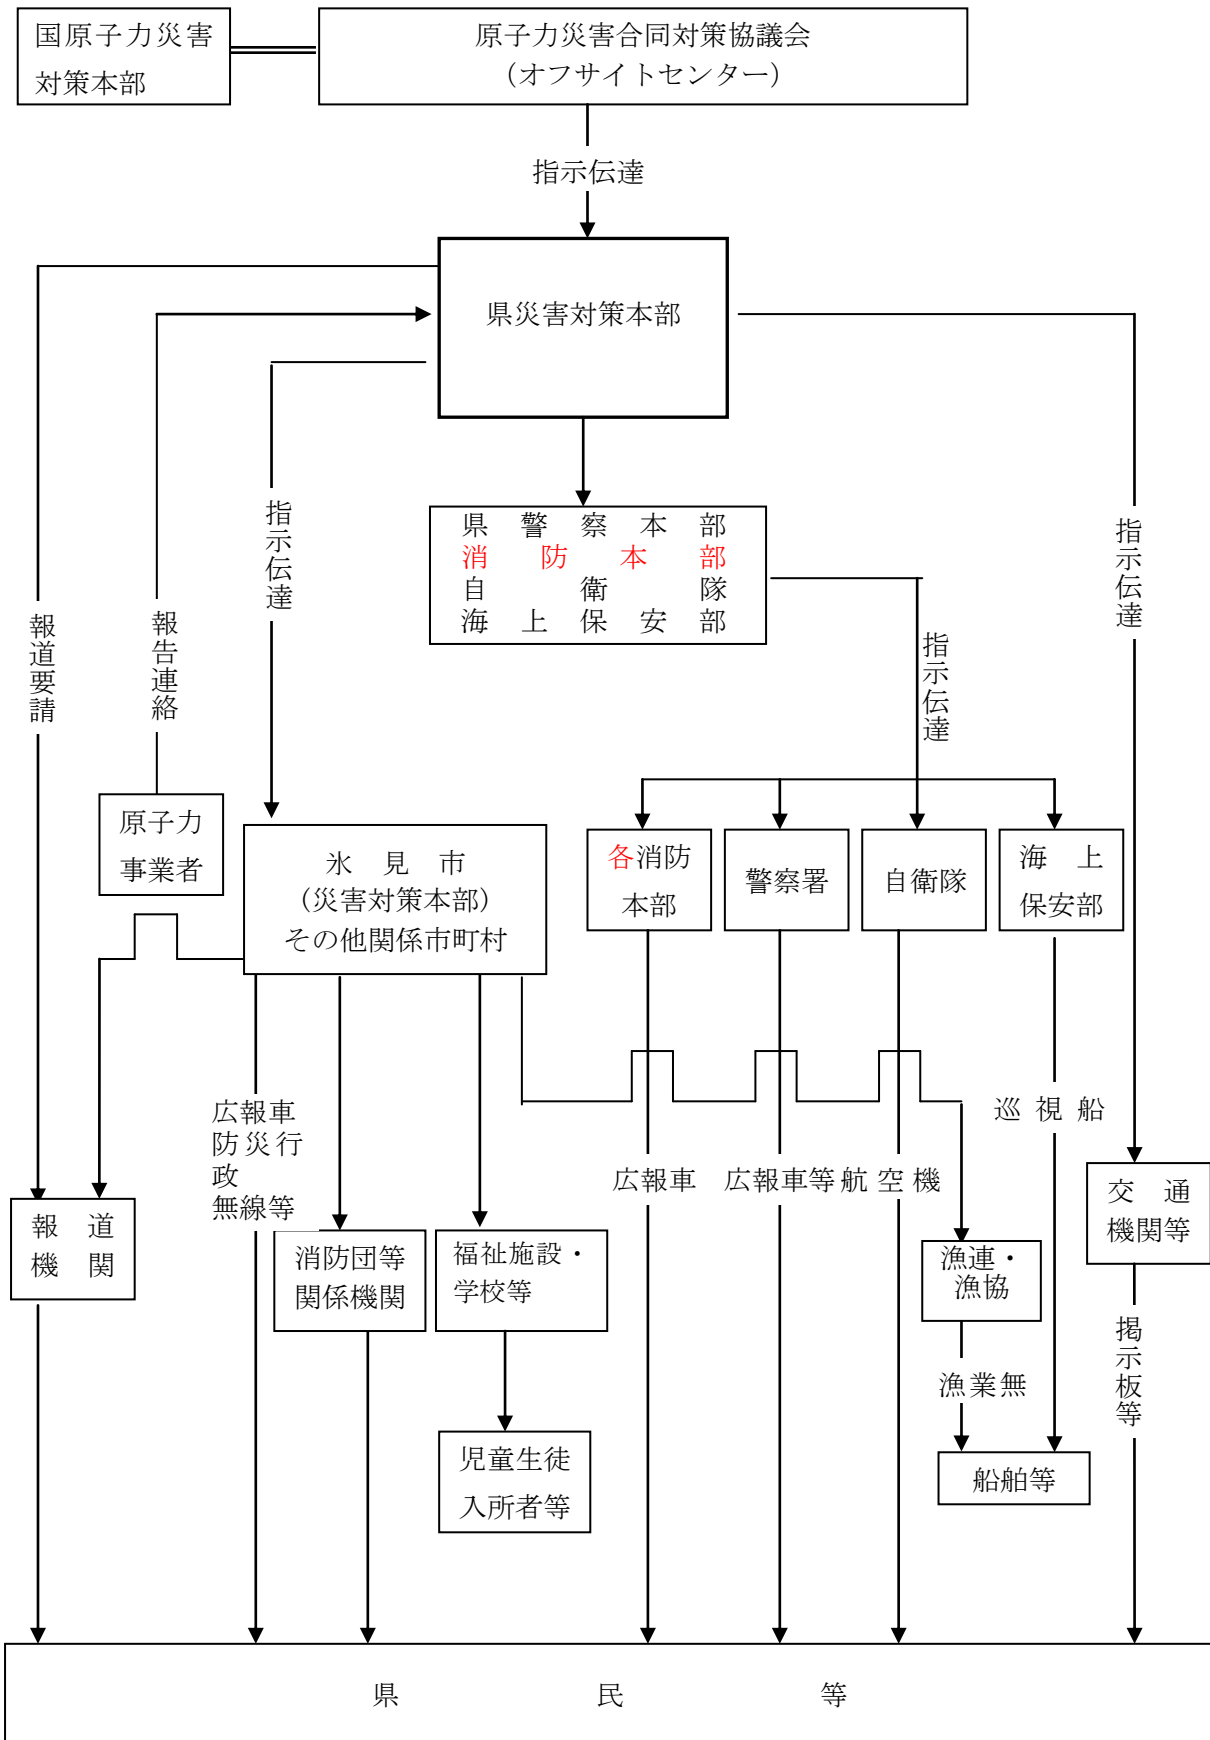 国原子力災害
対策本部
原子力災害合同対策協議会
（オフサイトセンター）
指示伝達
県災害対策本部
指示伝達
県警察本部
消防本部
自衛隊
海上保安部
指示伝達
指示伝達
報道要請
報告連絡
原子力
事業者
氷見市
（災害対策本部）
その他関係市町村
各消防
本部
警察署
自衛隊
海上
保安部
広報車
防災行
政
無線等
巡視船
広報車
広報車等
航空機
報道
機関
消防団等
関係機関
福祉施設・
学校等
漁連・
漁協
交通
機関等
漁業無
掲示板等
児童生徒
入所者等
船舶等
県民等